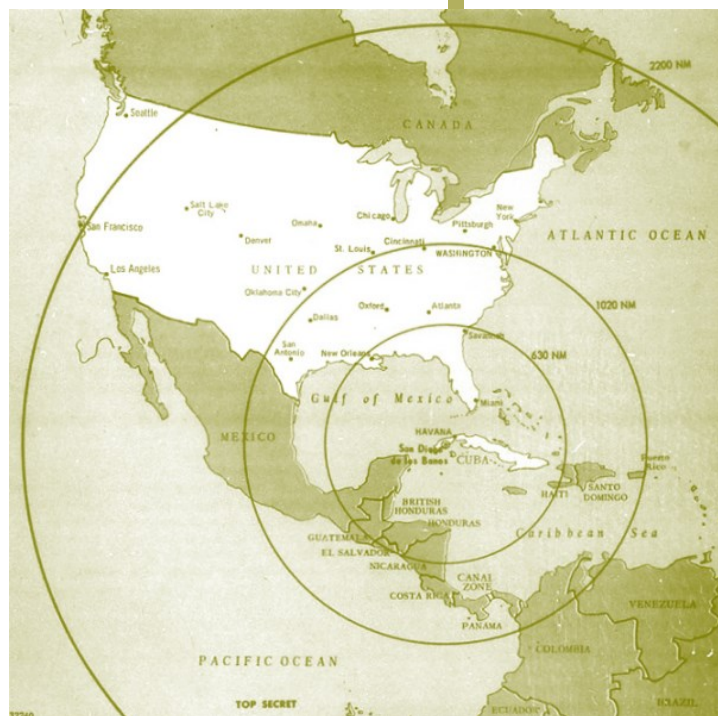 2200 NM
Seattle
CANADA
Salt Lake
City
Chicago
New
York
San Francisco
Denver
Omaha
Pittsburgh
ATLANTIC OCEAN
St. Louis
Cincinnati
WASHINGTON
Los Angeles
UNITED STATES
Oklahoma City
Oxford
Atlanta
1020 NM
Dallas
Savannah
San
Antonio
New Orleans
630 NM
Gulf of Mexico
Miami
MEXICO
HAVANA
San Diego
de los Banos
CUBA
Puerto
Rico
HAITI
SANTO
DOMINGO
BRITISH
HONDURAS
HONDURAS
GUATEMALA
EL SALVADOR
Caribbean Sea
NICARAGUA
CANAL
ZONE
COSTA RICA
PANAMA
VENEZUELA
COLOMBIA
PACIFIC OCEAN
TOP SECRET
ECUADOR
BRAZIL